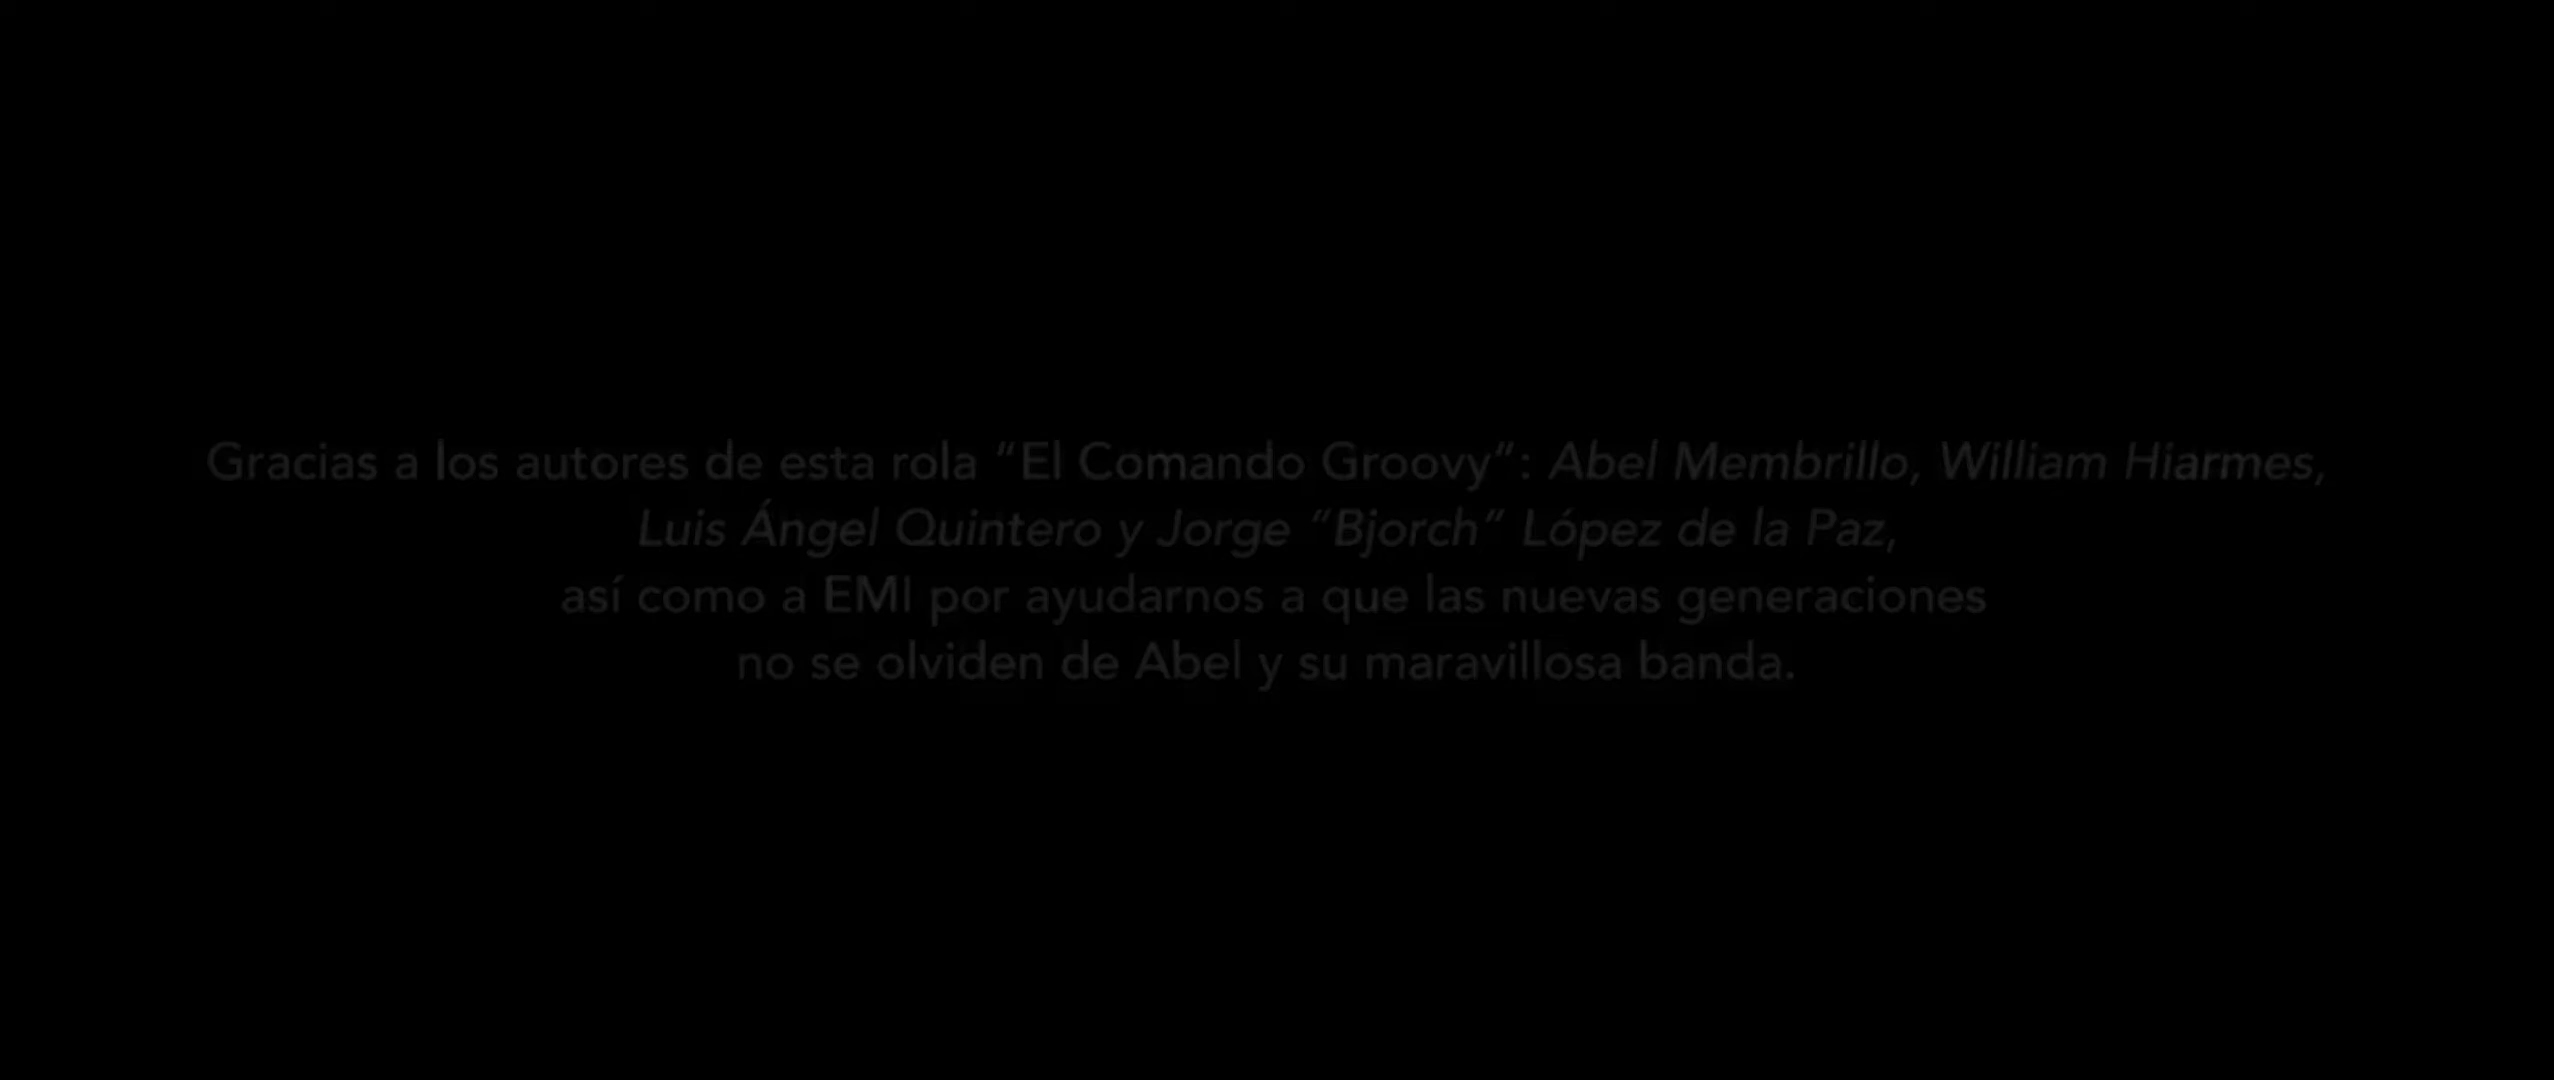 Gracias a los autores de esta rola “El Comando Groovy”: Abel Membrillo, William Hiarmes,
Luis Ángel Quintero y Jorge “Bjorch” López de la Paz,
así como a EMI por ayudarnos a que las nuevas generaciones
no se olviden de Abel y su maravillosa banda.